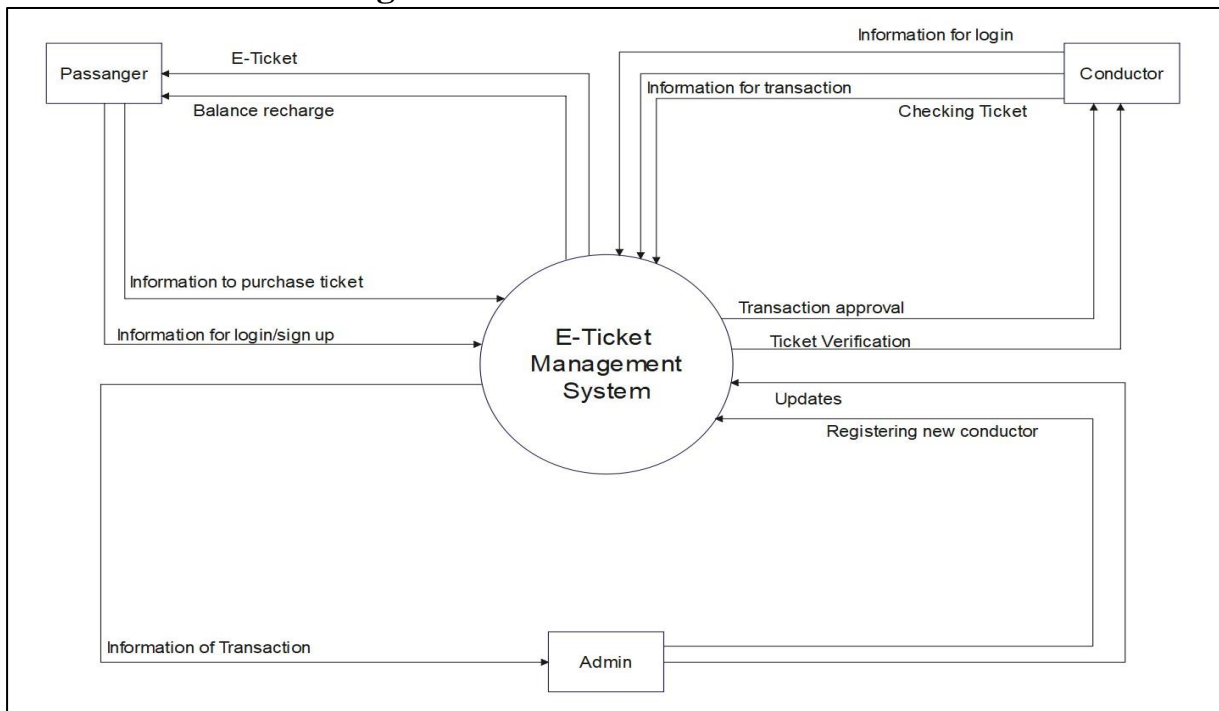 E-Ticket
Passanger
Balance recharge
Information for login
Conductor
Information for transaction
Checking Ticket
Information to purchase ticket
Information for login/sign up
E-Ticket
Management
System
Transaction approval
Ticket Verification
Updates
Registering new conductor
Information of Transaction
Admin